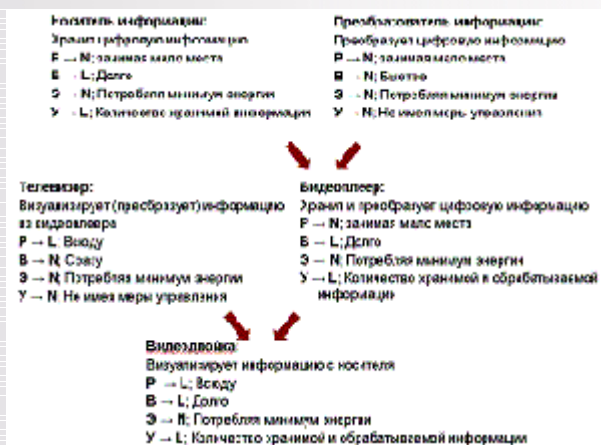 Носитель информации:
Хранит цифровую информацию
Р → N; занимая мало места
В → L; Долго
Э → N; Потребляя минимум энергии
У → L; Количество хранимой информации
Преобразователь информации:
Преобразует цифровую информацию
Р → N; занимая мало места
В → N; Быстро
Э → N; Потребляя минимум энергии
У → N; Не имея меры управления
Телевизор:
Визуализирует (преобразует) информацию
из видеоплеера
Р → L; Всюду
В → N; Сразу
Э → N; Потребляя минимум энергии
У → N; Не имея меры управления
Видеоплеер:
Хранит и преобразует цифровую информацию
Р → N; занимая мало места
В → L; Долго
Э → N; Потребляя минимум энергии
У → L; Количество хранимой и обрабатываемой
информации
Видеодвойка
Визуализирует информацию с носителя
Р → L; Всюду
В → L; Долго
Э → N; Потребляя минимум энергии
У → L; Количество хранимой и обрабатываемой информации